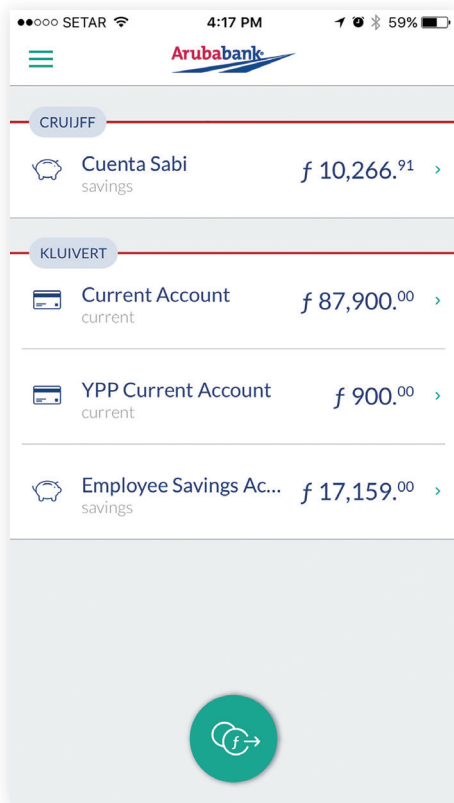 SETAR 4:17 PM 59%
Arubabank
CRUIJFF
Cuenta Sabi ƒ 10,266.91
savings
KLUIVERT
Current Account ƒ 87,900.00
current
YPP Current Account ƒ 900.00
current
Employee Savings Ac... ƒ 17,159.00
savings
ƒ